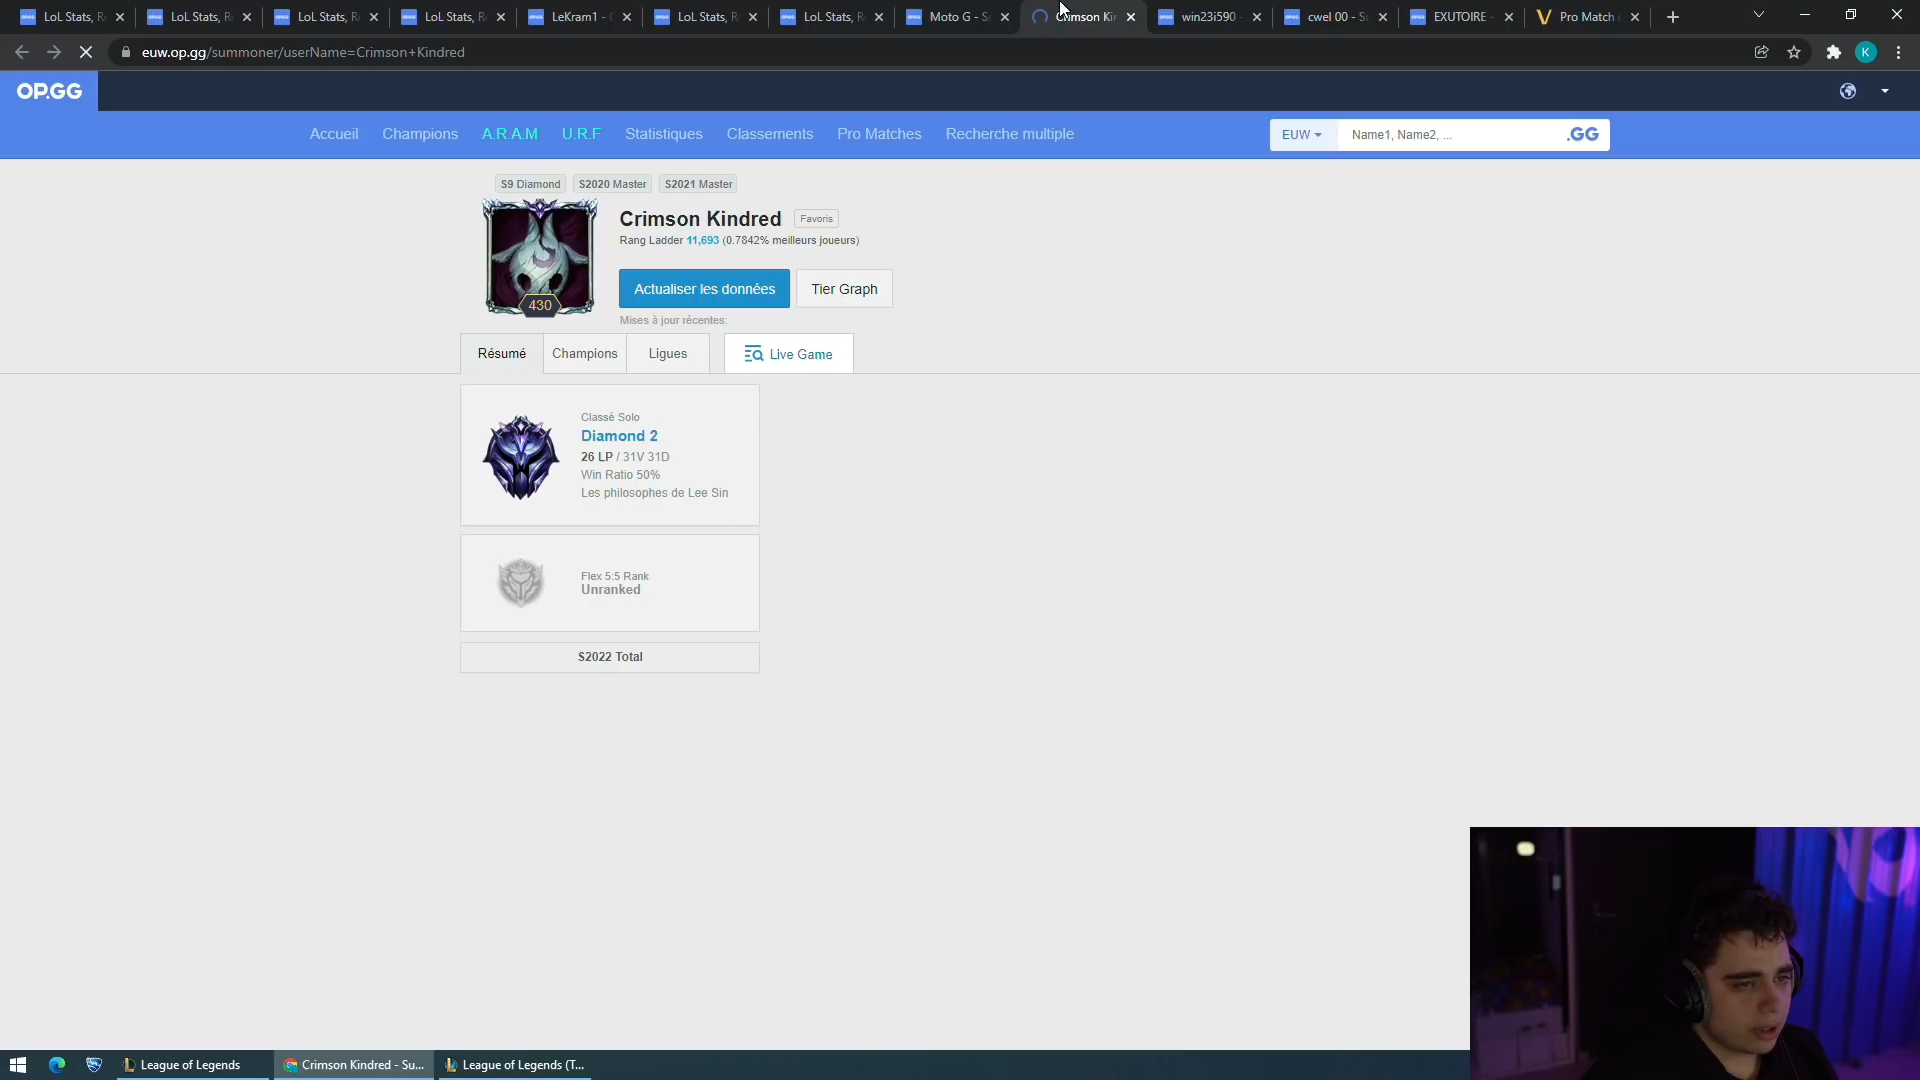 LoL Stats, R
LoL Stats, R
LoL Stats, R
LoL Stats, R
LeKram1 -
LoL Stats, R
LoL Stats, R
Moto G - S
Crimson Kin
win23i590
cwel 00 - S
EXUTOIRE -
Pro Match
euw.op.gg/summoner/userName=Crimson+Kindred
K
OP.GG
Accueil
Champions
A.R.A.M
U.R.F
Statistiques
Classements
Pro Matches
Recherche multiple
EUW
Name1, Name2, ...
.GG
S9 Diamond
S2020 Master
S2021 Master
Crimson Kindred
Favoris
Rang Ladder 11,693 (0.7842% meilleurs joueurs)
430
Actualiser les données
Tier Graph
Mises à jour récentes:
Résumé
Champions
Ligues
Live Game
Classé Solo
Diamond 2
26 LP / 31V 31D
Win Ratio 50%
Les philosophes de Lee Sin
Flex 5:5 Rank
Unranked
S2022 Total
League of Legends
Crimson Kindred - Su...
League of Legends (T...